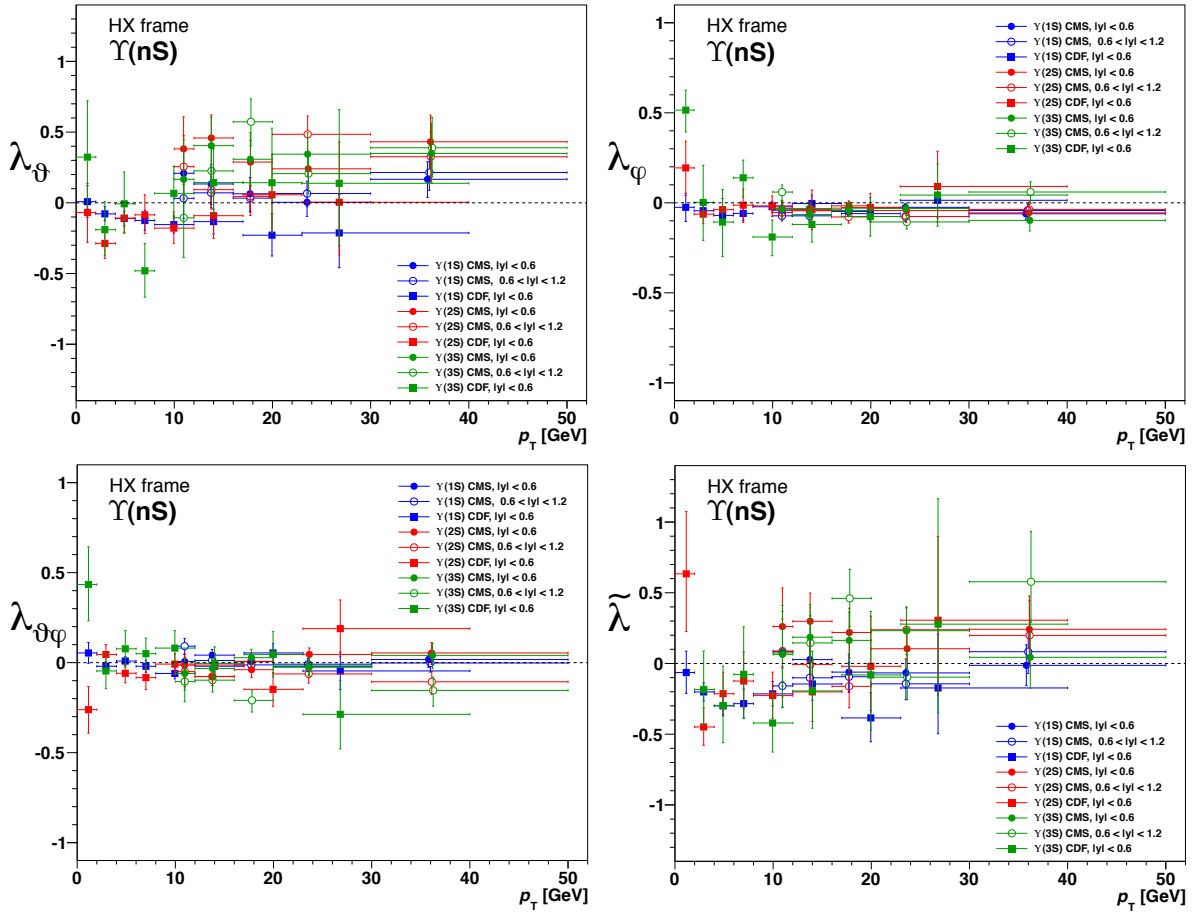 HX frame
ϒ(nS)
λϑ
1
0.5
0
-0.5
-1
ϒ(1S) CMS, |y| < 0.6
ϒ(1S) CMS, 0.6 < |y| < 1.2
ϒ(1S) CDF, |y| < 0.6
ϒ(2S) CMS, |y| < 0.6
ϒ(2S) CMS, 0.6 < |y| < 1.2
ϒ(2S) CDF, |y| < 0.6
ϒ(3S) CMS, |y| < 0.6
ϒ(3S) CMS, 0.6 < |y| < 1.2
ϒ(3S) CDF, |y| < 0.6
0 10 20 30 40 50
pT [GeV]
HX frame
ϒ(nS)
λφ
1
0.5
0
-0.5
-1
ϒ(1S) CMS, |y| < 0.6
ϒ(1S) CMS, 0.6 < |y| < 1.2
ϒ(1S) CDF, |y| < 0.6
ϒ(2S) CMS, |y| < 0.6
ϒ(2S) CMS, 0.6 < |y| < 1.2
ϒ(2S) CDF, |y| < 0.6
ϒ(3S) CMS, |y| < 0.6
ϒ(3S) CMS, 0.6 < |y| < 1.2
ϒ(3S) CDF, |y| < 0.6
0 10 20 30 40 50
pT [GeV]
HX frame
ϒ(nS)
λϑφ
1
0.5
0
-0.5
-1
ϒ(1S) CMS, |y| < 0.6
ϒ(1S) CMS, 0.6 < |y| < 1.2
ϒ(1S) CDF, |y| < 0.6
ϒ(2S) CMS, |y| < 0.6
ϒ(2S) CMS, 0.6 < |y| < 1.2
ϒ(2S) CDF, |y| < 0.6
ϒ(3S) CMS, |y| < 0.6
ϒ(3S) CMS, 0.6 < |y| < 1.2
ϒ(3S) CDF, |y| < 0.6
0 10 20 30 40 50
pT [GeV]
HX frame
ϒ(nS)
λ̃
1
0.5
0
-0.5
-1
ϒ(1S) CMS, |y| < 0.6
ϒ(1S) CMS, 0.6 < |y| < 1.2
ϒ(1S) CDF, |y| < 0.6
ϒ(2S) CMS, |y| < 0.6
ϒ(2S) CMS, 0.6 < |y| < 1.2
ϒ(2S) CDF, |y| < 0.6
ϒ(3S) CMS, |y| < 0.6
ϒ(3S) CMS, 0.6 < |y| < 1.2
ϒ(3S) CDF, |y| < 0.6
0 10 20 30 40 50
pT [GeV]